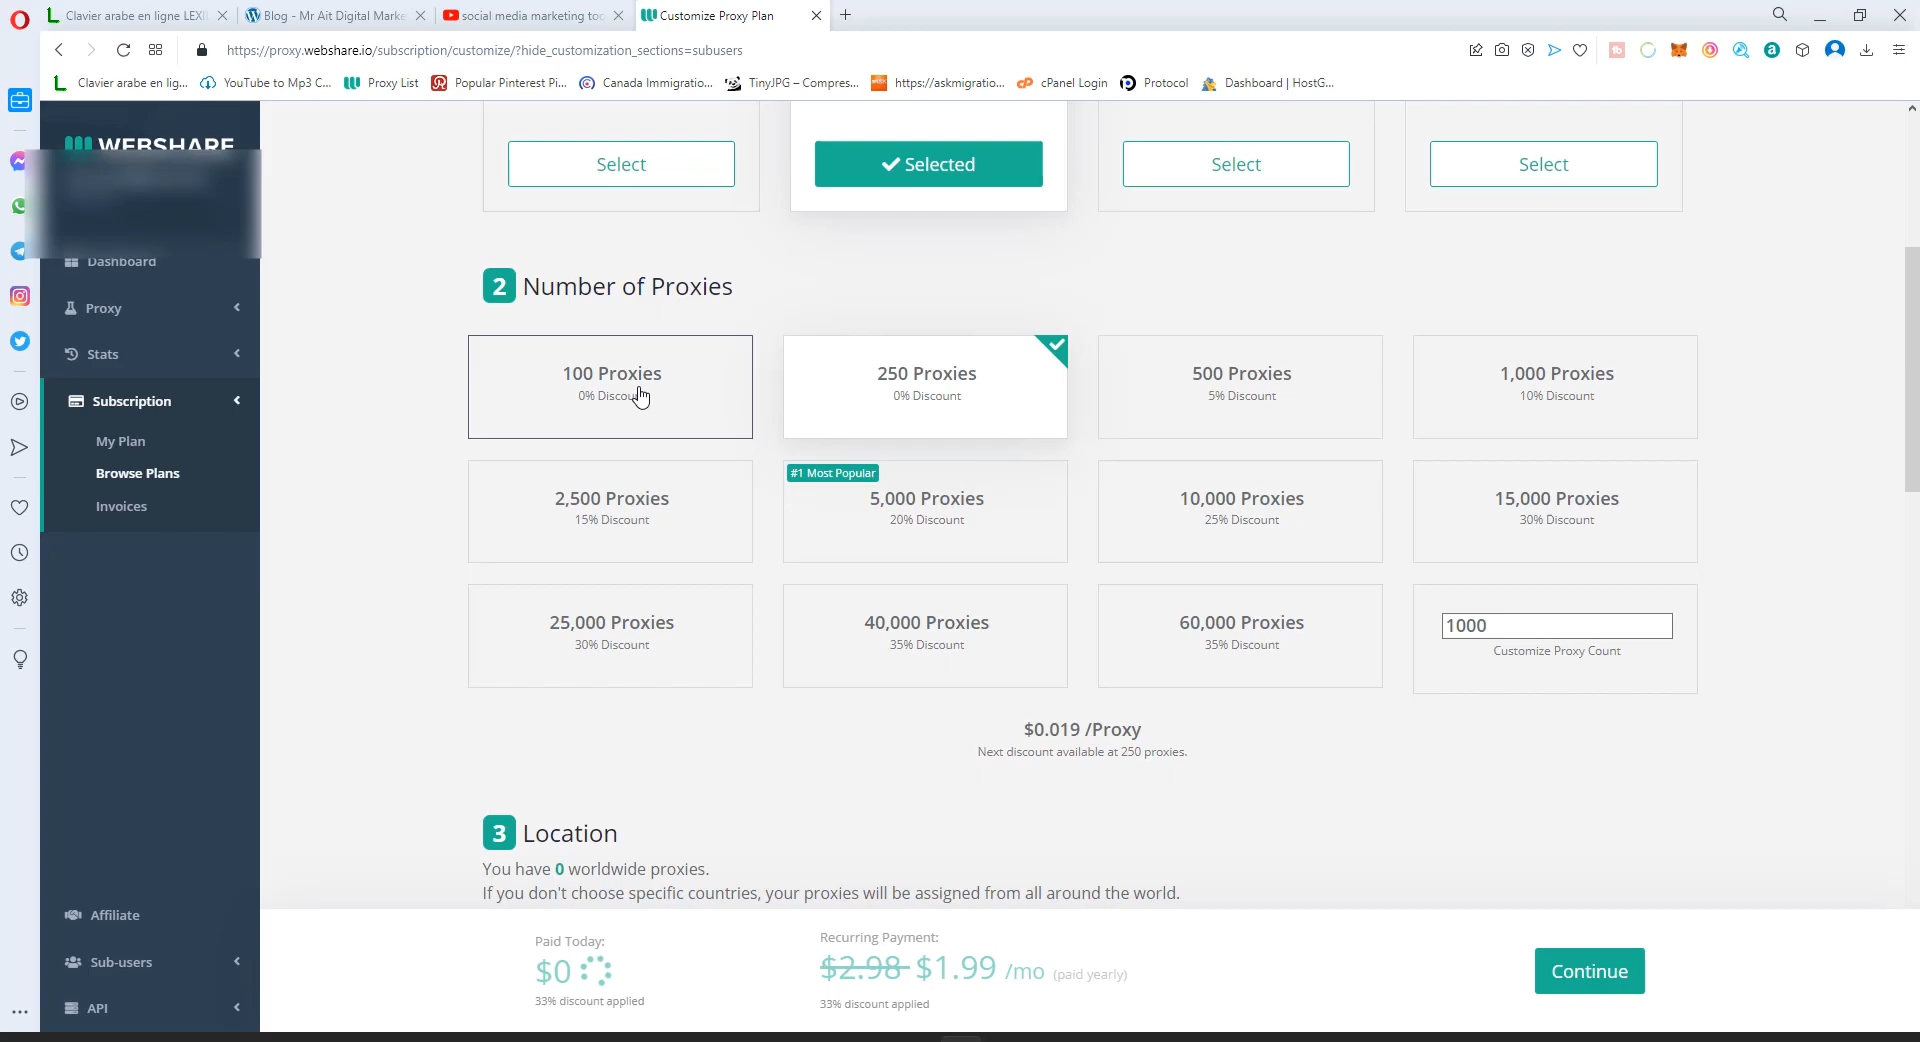 Clavier arabe en ligne LEXI
Blog - Mr Ait Digital Marke
social media marketing too
Customize Proxy Plan
https://proxy.webshare.io/subscription/customize/?hide_customization_sections=subusers
Clavier arabe en lig...
YouTube to Mp3 C...
Proxy List
Popular Pinterest Pi...
Canada Immigratio...
TinyJPG – Compres...
https://askmigratio...
cPanel Login
Protocol
Dashboard | HostG...
WEBSHARE
Dashboard
Proxy
Stats
Subscription
My Plan
Browse Plans
Invoices
Affiliate
Sub-users
API
Select
Selected
Select
Select
2 Number of Proxies
100 Proxies
0% Discount
250 Proxies
0% Discount
500 Proxies
5% Discount
1,000 Proxies
10% Discount
2,500 Proxies
15% Discount
#1 Most Popular
5,000 Proxies
20% Discount
10,000 Proxies
25% Discount
15,000 Proxies
30% Discount
25,000 Proxies
30% Discount
40,000 Proxies
35% Discount
60,000 Proxies
35% Discount
1000
Customize Proxy Count
$0.019 /Proxy
Next discount available at 250 proxies.
3 Location
You have 0 worldwide proxies.
If you don't choose specific countries, your proxies will be assigned from all around the world.
Paid Today:
$0
33% discount applied
Recurring Payment:
$2.98 $1.99 /mo (paid yearly)
33% discount applied
Continue